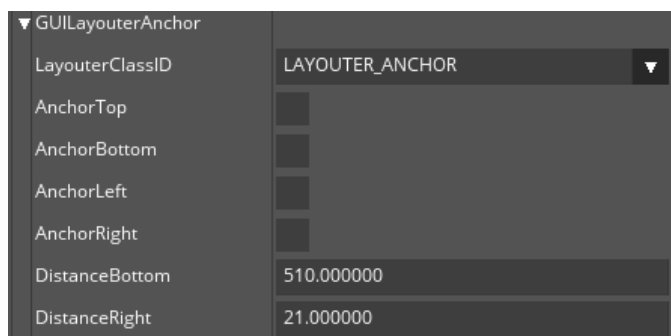 GUILayouterAnchor
LayouterClassID LAYOUTER_ANCHOR
AnchorTop
AnchorBottom
AnchorLeft
AnchorRight
DistanceBottom 510.000000
DistanceRight 21.000000